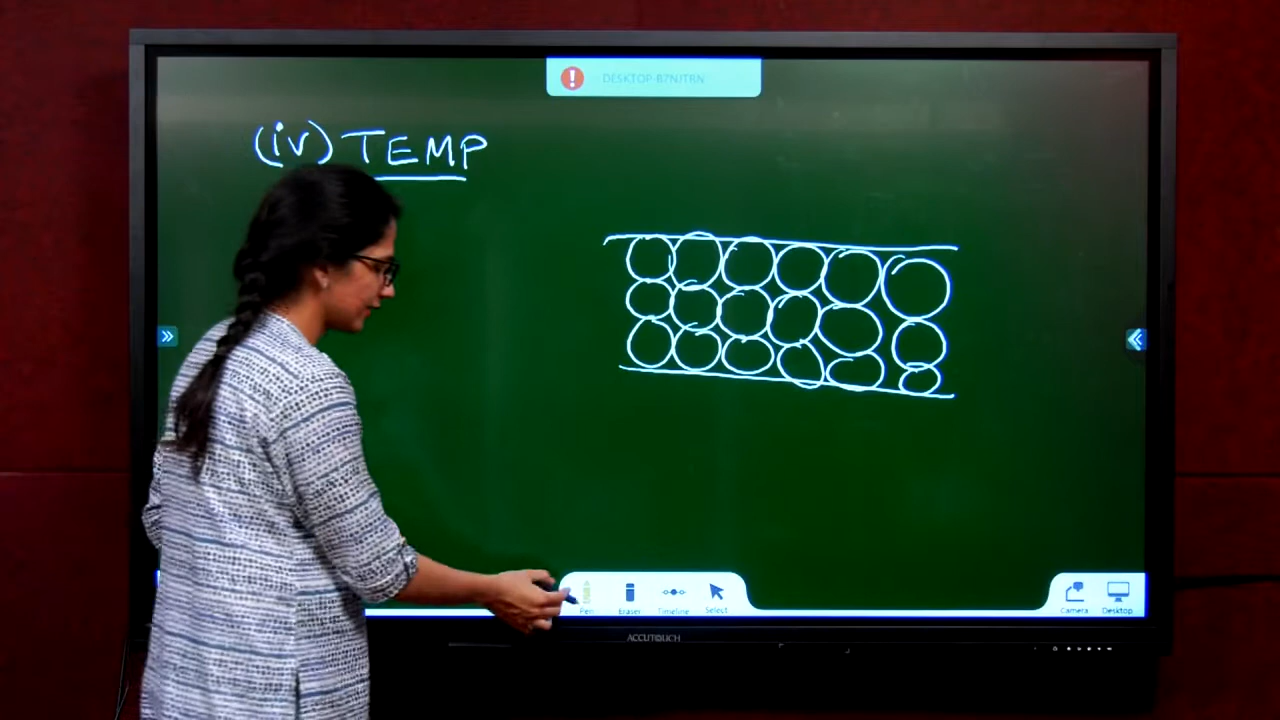 DESKTOP-B7NJTRN
(iv) TEMP
Pen Eraser Timeline Select
Camera Desktop
ACCUTOUCH